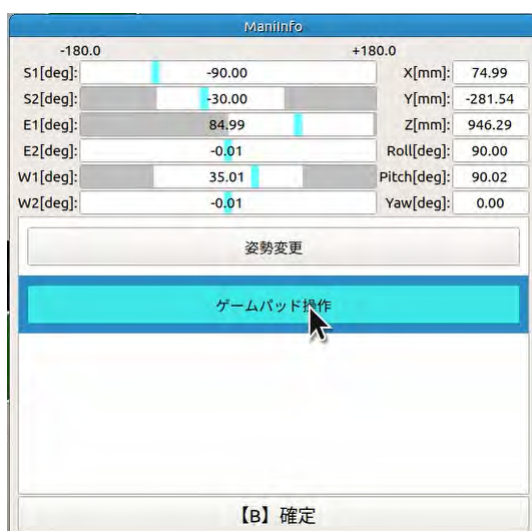 ManiInfo
-180.0 +180.0
S1[deg]: -90.00 X[mm]: 74.99
S2[deg]: -30.00 Y[mm]: -281.54
E1[deg]: 84.99 Z[mm]: 946.29
E2[deg]: -0.01 Roll[deg]: 90.00
W1[deg]: 35.01 Pitch[deg]: 90.02
W2[deg]: -0.01 Yaw[deg]: 0.00
姿勢変更
ゲームパッド操作
【B】確定